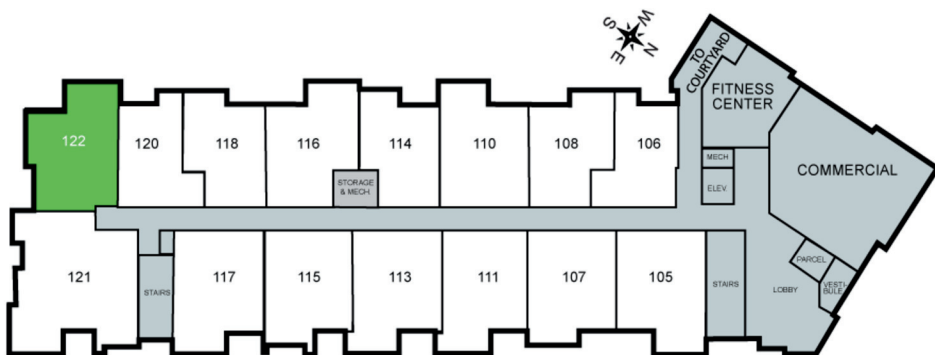 S
W
E
N
TO
COURTYARD
FITNESS
CENTER
122
120
118
116
114
110
108
106
MECH
COMMERCIAL
STORAGE
& MECH.
ELEV.
121
117
115
113
111
107
105
PARCEL
STAIRS
STAIRS
LOBBY
VESTI-
BULE